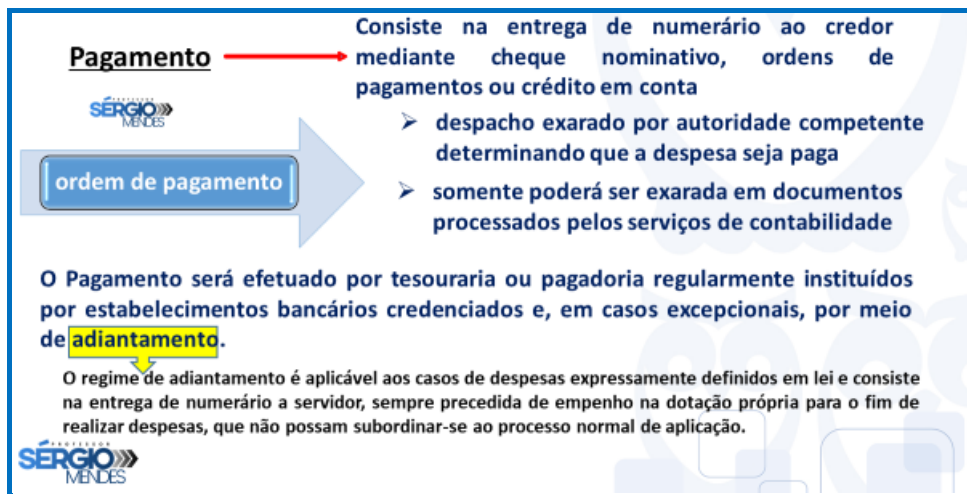 Pagamento
Consiste na entrega de numerário ao credor
mediante cheque nominativo, ordens de
pagamentos ou crédito em conta
PROFESSOR
SÉRGIO
MENDES
ordem de pagamento
➢ despacho exarado por autoridade competente
determinando que a despesa seja paga
➢ somente poderá ser exarada em documentos
processados pelos serviços de contabilidade
O Pagamento será efetuado por tesouraria ou pagadoria regularmente instituídos
por estabelecimentos bancários credenciados e, em casos excepcionais, por meio
de adiantamento.
O regime de adiantamento é aplicável aos casos de despesas expressamente definidos em lei e consiste
na entrega de numerário a servidor, sempre precedida de empenho na dotação própria para o fim de
realizar despesas, que não possam subordinar-se ao processo normal de aplicação.
PROFESSOR
SÉRGIO
MENDES